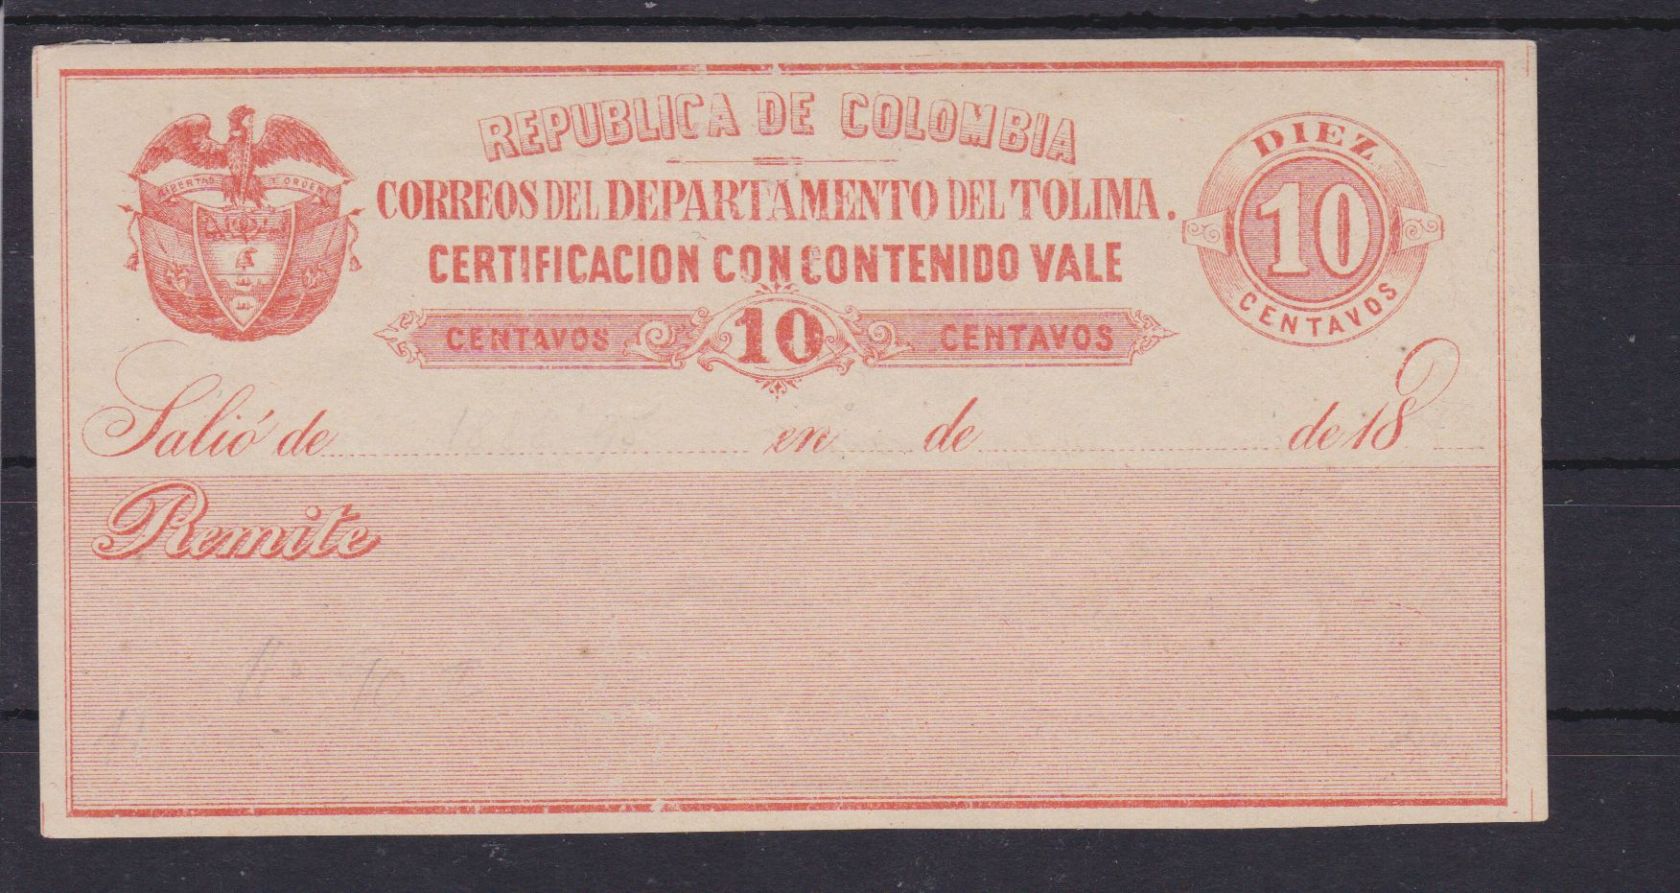 REPUBLICA DE COLOMBIA
LIBERTAD Y ORDEN
CORREOS DEL DEPARTAMENTO DEL TOLIMA.
DIEZ
10
CENTAVOS
CERTIFICACION CON CONTENIDO VALE
CENTAVOS 10 CENTAVOS
Salió de en de de 18
Remite